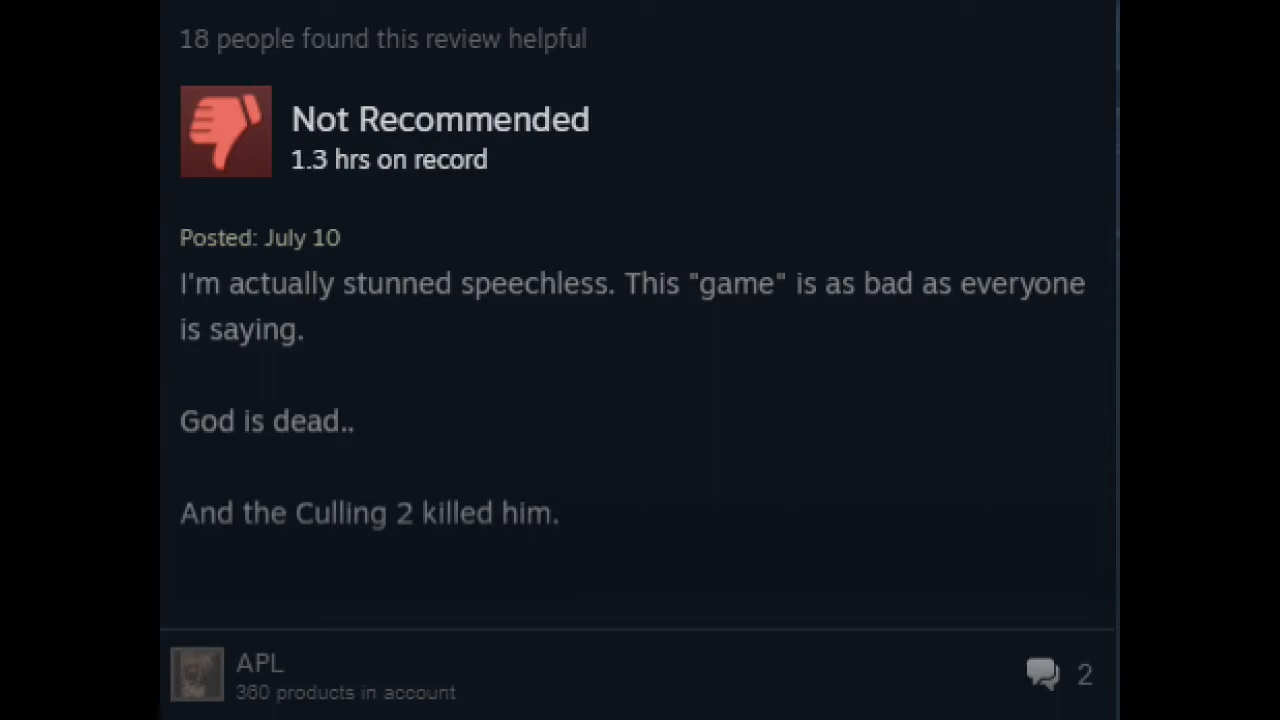 18 people found this review helpful
Not Recommended
1.3 hrs on record
Posted: July 10
I'm actually stunned speechless. This "game" is as bad as everyone
is saying.
God is dead..
And the Culling 2 killed him.
APL
360 products in account
2